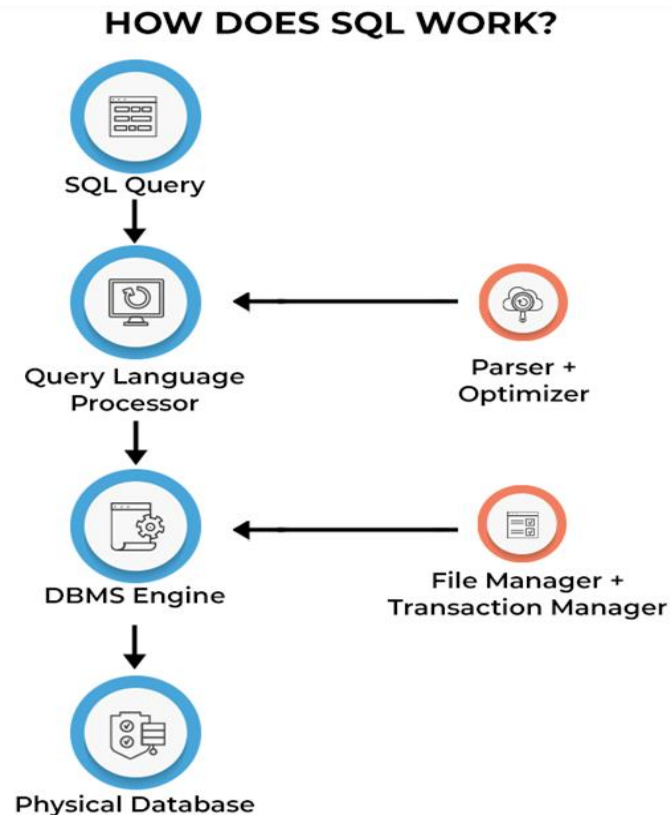 HOW DOES SQL WORK?
SQL Query
Query Language
Processor
Parser +
Optimizer
DBMS Engine
File Manager +
Transaction Manager
Physical Database